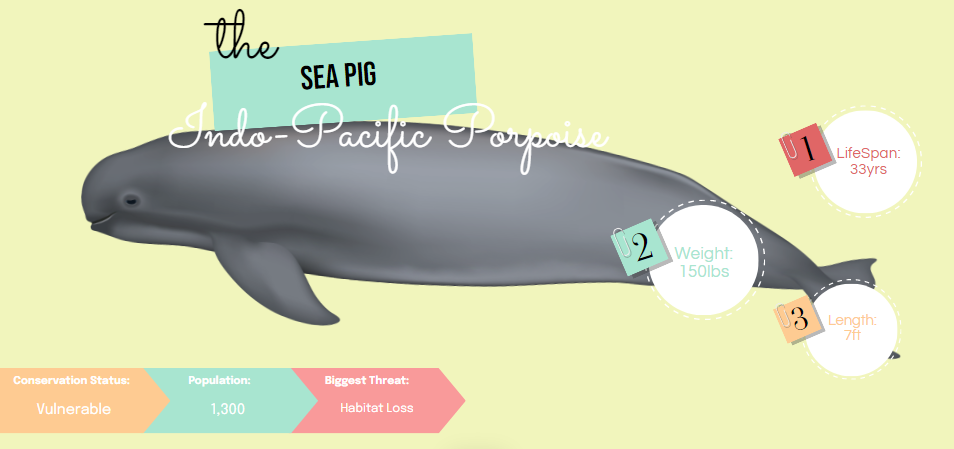 the
SEA PIG
Indo-Pacific Porpoise
1
LifeSpan:
33yrs
2
Weight:
150lbs
3
Length:
7ft
Conservation Status:
Vulnerable
Population:
1,300
Biggest Threat:
Habitat Loss